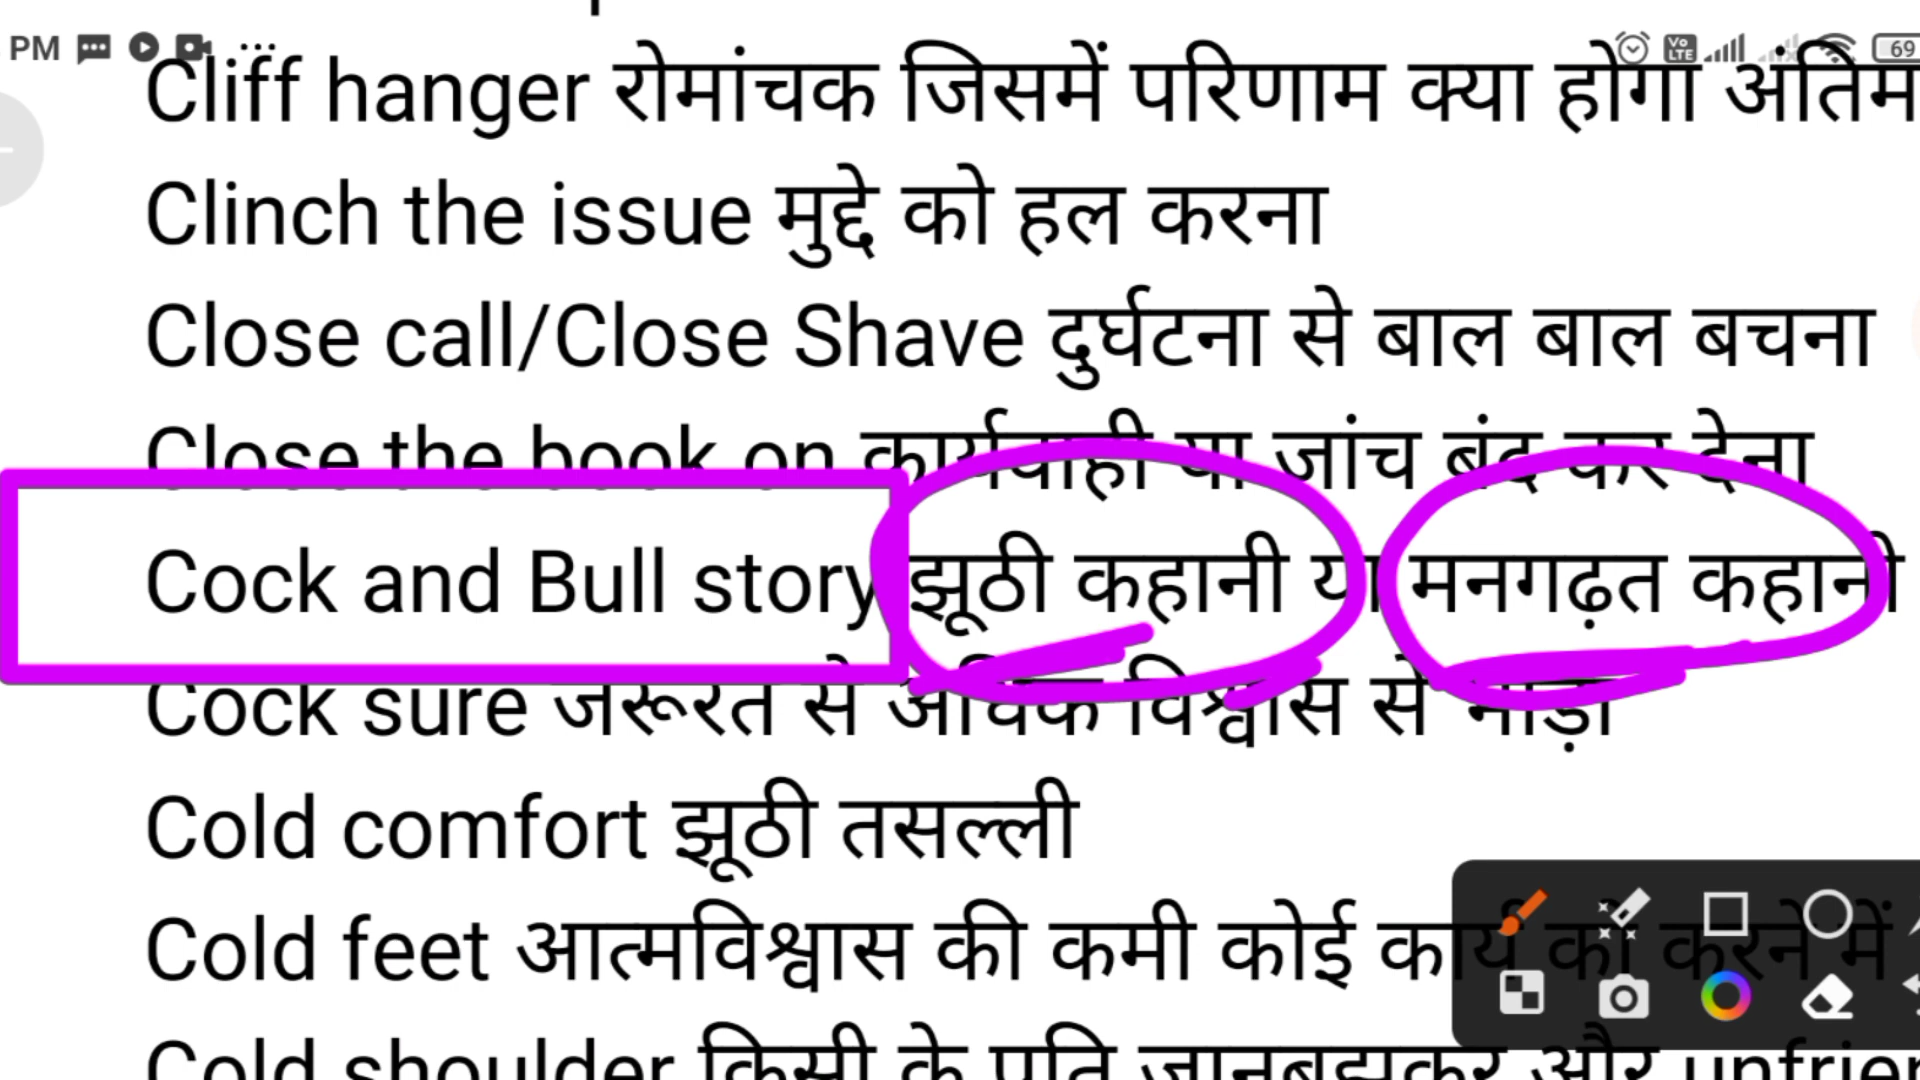 PM
69
Cliff hanger रोमांचक जिसमें परिणाम क्या होगा अंतिम
Clinch the issue मुद्दे को हल करना
Close call/Close Shave दुर्घटना से बाल बाल बचना
Close the book on कार्यवाही या जांच बंद कर देना
Cock and Bull story झूठी कहानी या मनगढ़त कहानी
Cock sure जरूरत से अधिक विश्वास से
Cold comfort झूठी तसल्ली
Cold feet आत्मविश्वास की कमी कोई कार्य को करने में
Cold shoulder किसी के प्रति जानबूझकर और